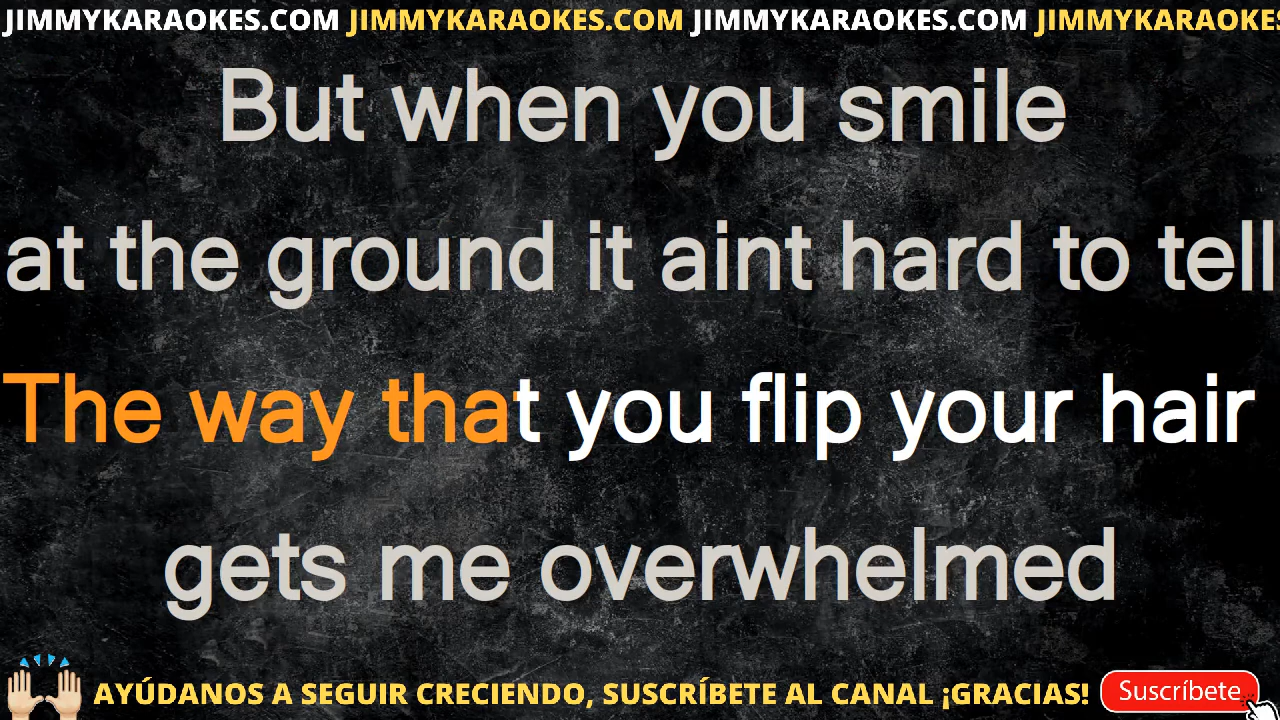 JIMMYKARAOKES.COM JIMMYKARAOKES.COM JIMMYKARAOKES.COM JIMMYKARAOKES
But when you smile
at the ground it aint hard to tell
The way that you flip your hair
gets me overwhelmed
AYÚDANOS A SEGUIR CRECIENDO, SUSCRÍBETE AL CANAL ¡GRACIAS! Suscríbete